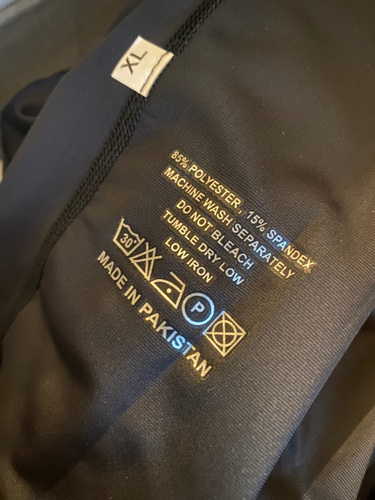 XL
85% POLYESTER, 15% SPANDEX
MACHINE WASH SEPARATELY
DO NOT BLEACH
TUMBLE DRY LOW
LOW IRON
30° P
MADE IN PAKISTAN